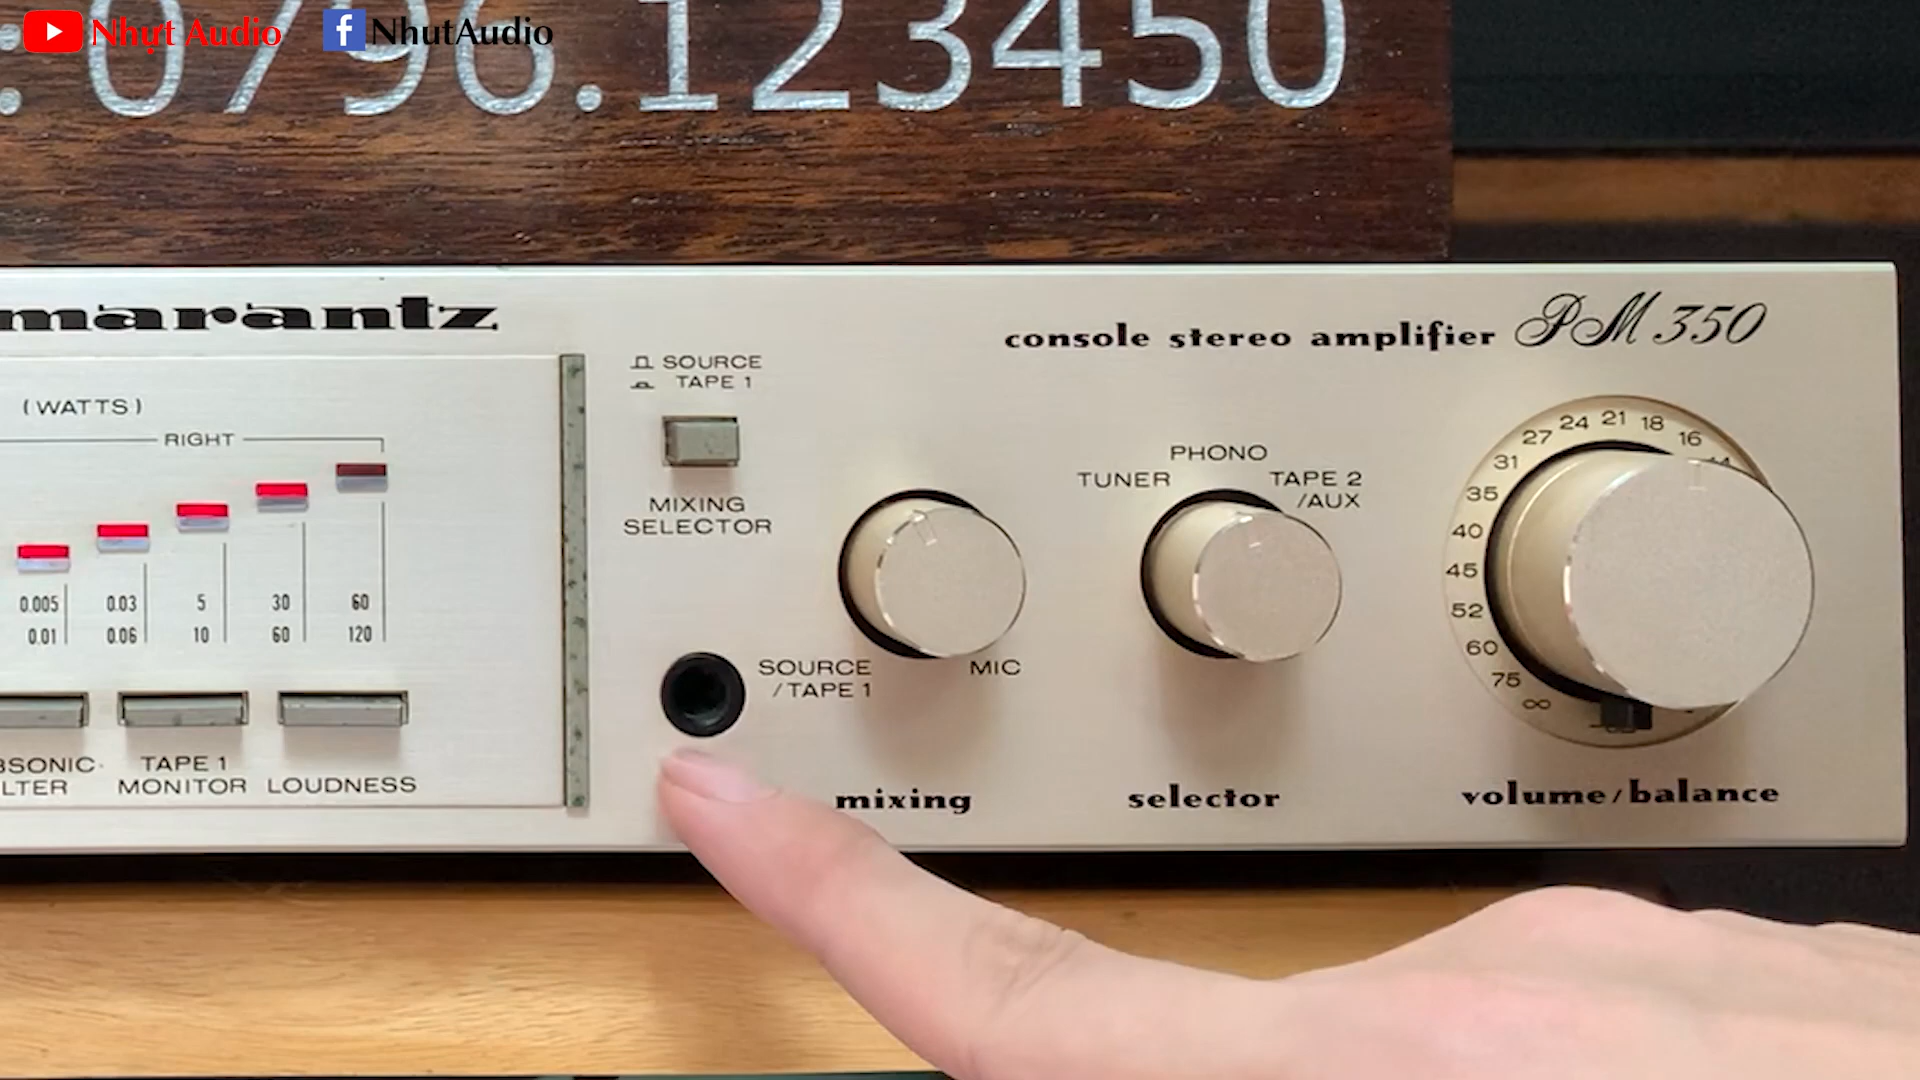 Nhựt Audio
NhutAudio
:0796.123450
marantz
console stereo amplifier PM 350
(WATTS)
RIGHT
0.005 0.03 5 30 60
0.01 0.06 10 60 120
TAPE 1
MONITOR
LOUDNESS
SOURCE
TAPE 1
MIXING
SELECTOR
SOURCE
/TAPE 1
MIC
mixing
TUNER
PHONO
TAPE 2
/AUX
selector
16
18
21
24
27
31
35
40
45
52
60
75
∞
volume/balance